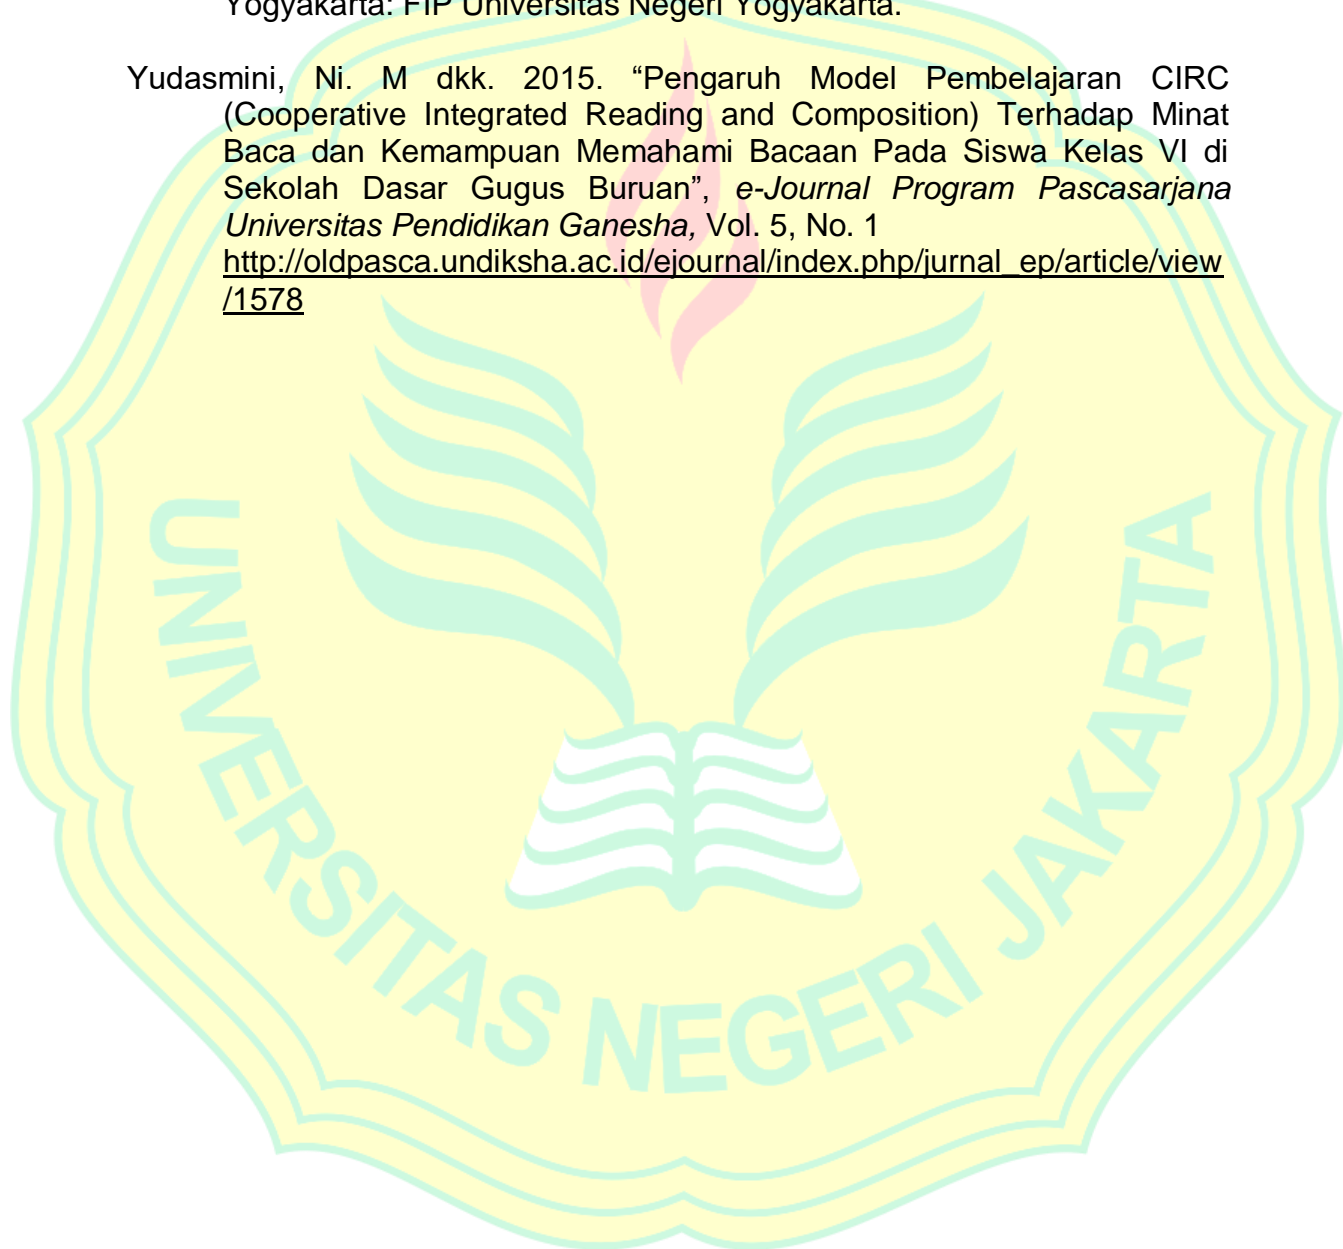 Yogyakarta: FIP Universitas Negeri Yogyakarta.
Yudasmini, Ni. M dkk. 2015. “Pengaruh Model Pembelajaran CIRC
(Cooperative Integrated Reading and Composition) Terhadap Minat
Baca dan Kemampuan Memahami Bacaan Pada Siswa Kelas VI di
Sekolah Dasar Gugus Buruan”, e-Journal Program Pascasarjana
Universitas Pendidikan Ganesha, Vol. 5, No. 1
http://oldpasca.undiksha.ac.id/ejournal/index.php/jurnal_ep/article/view
/1578
UNIVERSITAS NEGERI JAKARTA